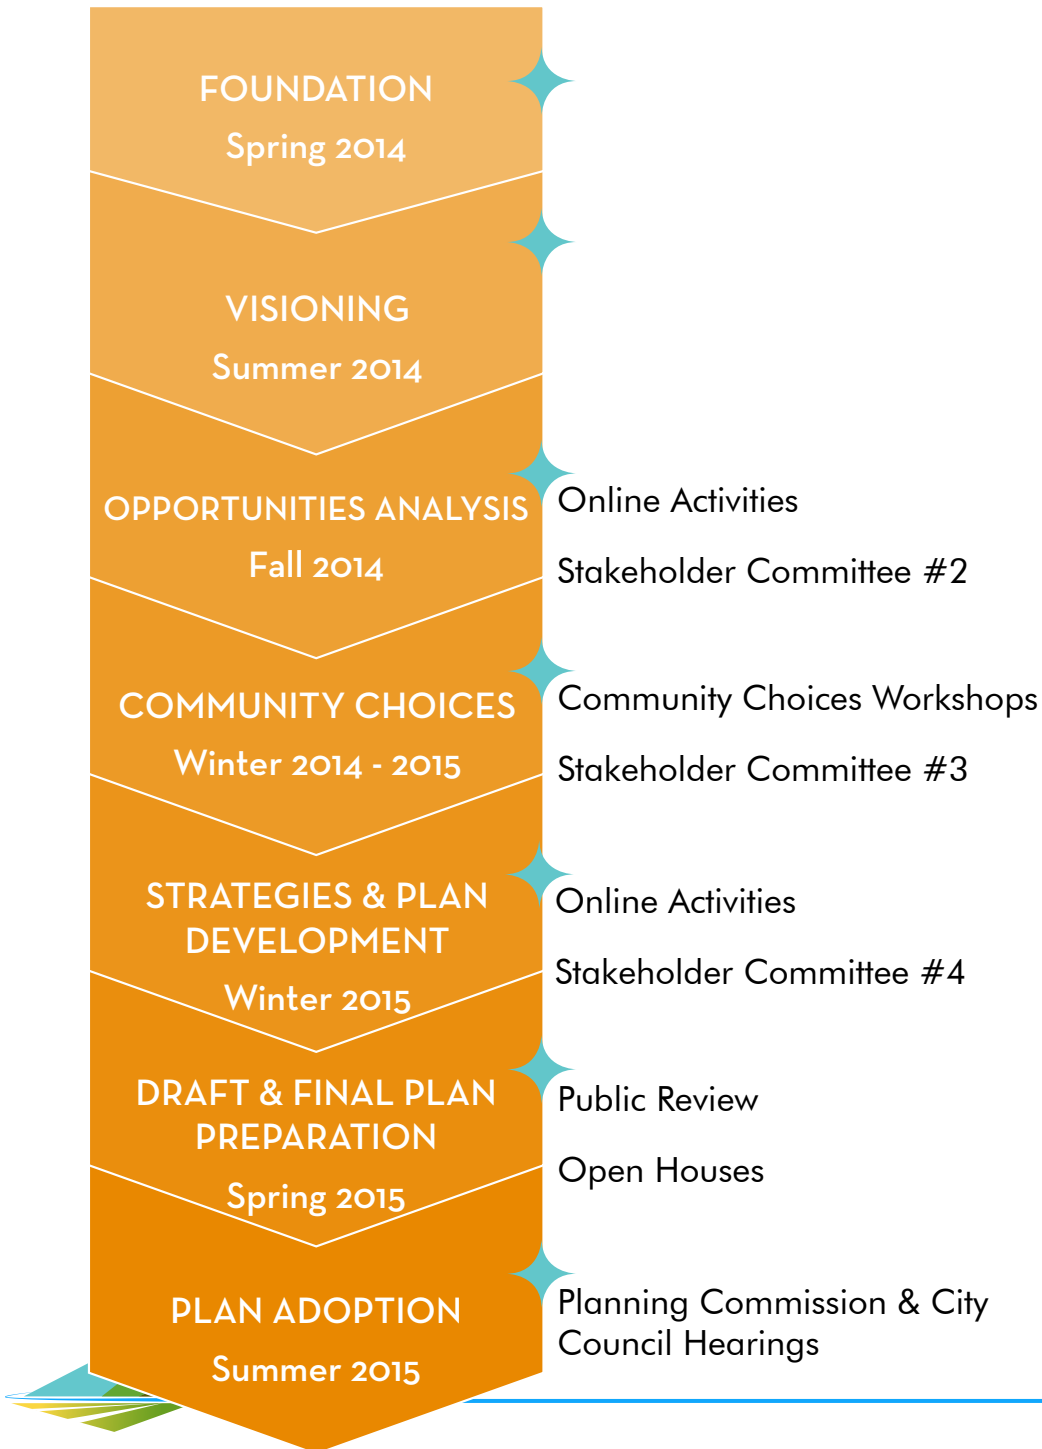 FOUNDATION
Spring 2014
VISIONING
Summer 2014
OPPORTUNITIES ANALYSIS
Fall 2014
Online Activities
Stakeholder Committee #2
COMMUNITY CHOICES
Winter 2014 - 2015
Community Choices Workshops
Stakeholder Committee #3
STRATEGIES & PLAN
DEVELOPMENT
Winter 2015
Online Activities
Stakeholder Committee #4
DRAFT & FINAL PLAN
PREPARATION
Spring 2015
Public Review
Open Houses
PLAN ADOPTION
Summer 2015
Planning Commission & City
Council Hearings